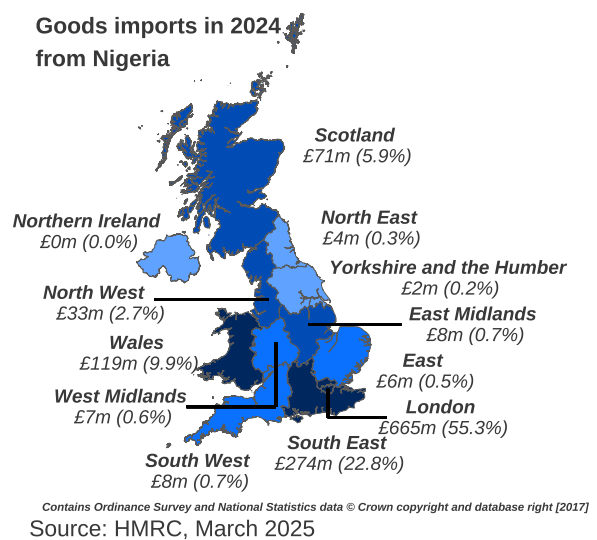 Goods imports in 2024
from Nigeria
Scotland
£71m (5.9%)
Northern Ireland
£0m (0.0%)
North East
£4m (0.3%)
Yorkshire and the Humber
£2m (0.2%)
North West
£33m (2.7%)
East Midlands
£8m (0.7%)
Wales
£119m (9.9%)
East
£6m (0.5%)
West Midlands
£7m (0.6%)
London
£665m (55.3%)
South East
£274m (22.8%)
South West
£8m (0.7%)
Contains Ordinance Survey and National Statistics data © Crown copyright and database right [2017]
Source: HMRC, March 2025